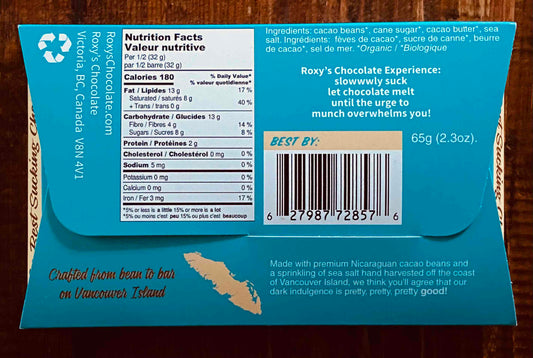 RoxysChocolate.com
Roxy's Chocolate
Victoria, BC, Canada V8N 4V1
Nutrition Facts
Valeur nutritive
Per 1/2 (32 g)
par 1/2 barre (32 g)
Calories 180
% Daily Value*
% valeur quotidienne*
Fat / Lipides 13 g 17 %
Saturated / saturés 8 g
+ Trans / trans 0 g 40 %
Carbohydrate / Glucides 13 g
Fibre / Fibres 4 g 14 %
Sugars / Sucres 8 g 8 %
Protein / Protéines 2 g
Cholesterol / Cholestérol 0 mg 0 %
Sodium 5 mg 0 %
Potassium 0 mg 0 %
Calcium 0 mg 0 %
Iron / Fer 3 mg 17 %
*5% or less is a little 15% or more is a lot
*5% ou moins c'est peu 15% ou plus c'est beaucoup
Ingredients: cacao beans*, cane sugar*, cacao butter*, sea
salt. Ingrédients: fèves de cacao*, sucre de canne*, beurre
de cacao*, sel de mer. *Organic / *Biologique
Roxy's Chocolate Experience:
slowwwly suck
let chocolate melt
until the urge to
munch overwhelms you!
BEST BY:
65g (2.3oz).
6 27987 72857 6
Best Sucking Cho
Crafted from bean to bar
on Vancouver Island
Made with premium Nicaraguan cacao beans and
a sprinkling of sea salt hand harvested off the coast
of Vancouver Island, we think you'll agree that our
dark indulgence is pretty, pretty, pretty good!